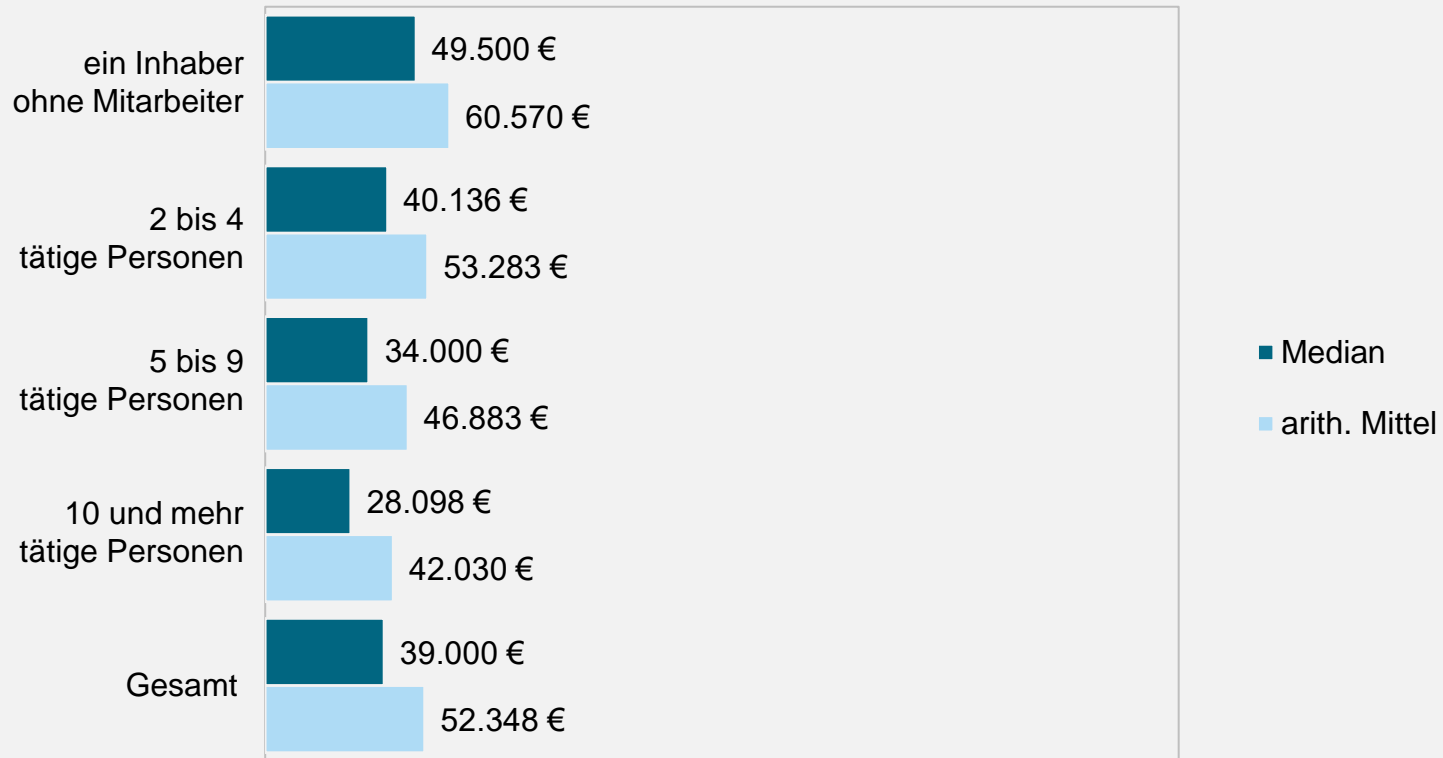 ein Inhaber
ohne Mitarbeiter
49.500 €
60.570 €
2 bis 4
tätige Personen
40.136 €
53.283 €
5 bis 9
tätige Personen
34.000 €
46.883 €
10 und mehr
tätige Personen
28.098 €
42.030 €
Gesamt
39.000 €
52.348 €
Median
arith. Mittel